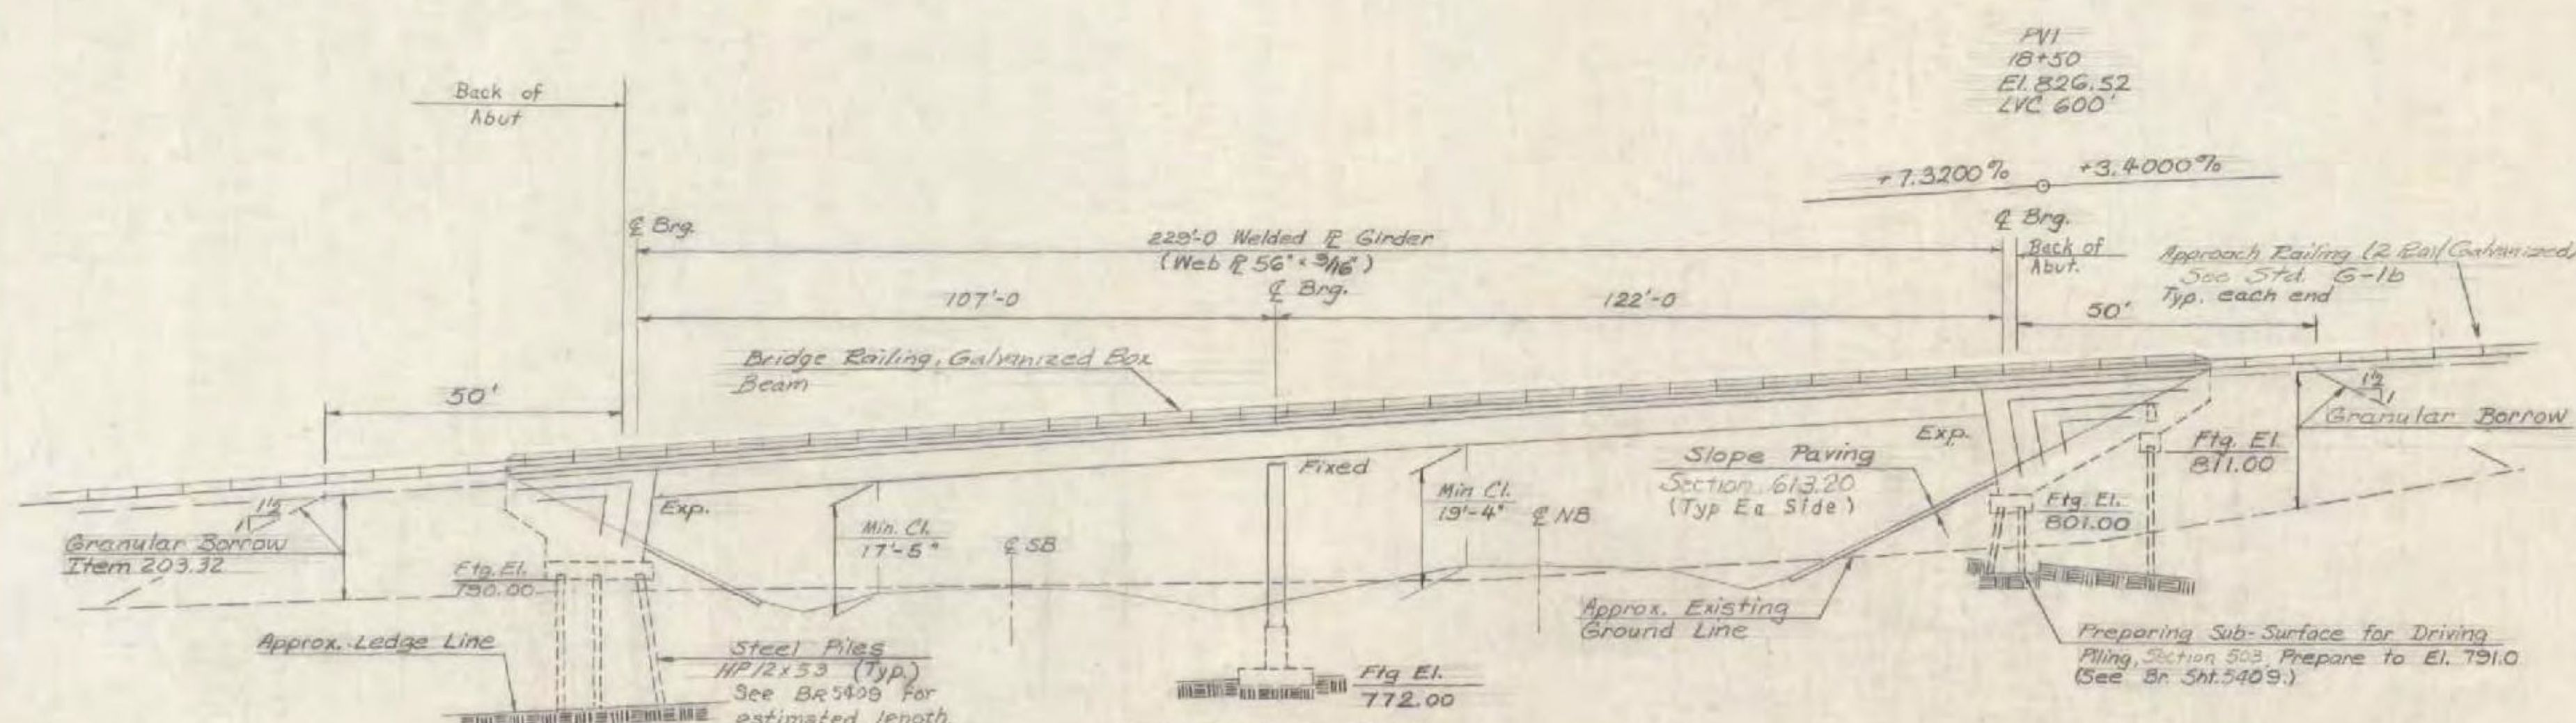 PVI
18+50
El. 826.52
LVC 600'
Back of
Abut
+7.3200% +3.4000%
℄ Brg.
℄ Brg.
229'-0 Welded ℞ Girder
(Web ℞ 56" x 9/16")
℄ Brg.
Back of
Abut.
Approach Railing (2 Rail Galvanized)
See Std. G-1b
Typ. each end
107'-0
122'-0
50'
50'
Bridge Railing, Galvanized Box
Beam
1½
1
Granular Borrow
Exp.
Fixed
Slope Paving
Section 613.20
(Typ Ea Side)
Ftg. El.
811.00
Min Cl.
19'-4"
℄ NB
Ftg. El.
801.00
1½
1
Granular Borrow
Item 203.32
Exp.
Min. Cl.
17'-5"
℄ SB
Ftg. El.
790.00
Approx. Existing
Ground Line
Approx. Ledge Line
Steel Piles
HP 12x53 (Typ.)
See BR 5409 for
estimated length
Ftg El.
772.00
Preparing Sub-Surface for Driving
Piling, Section 503, Prepare to El. 791.0
(See Br. Sht. 5409.)